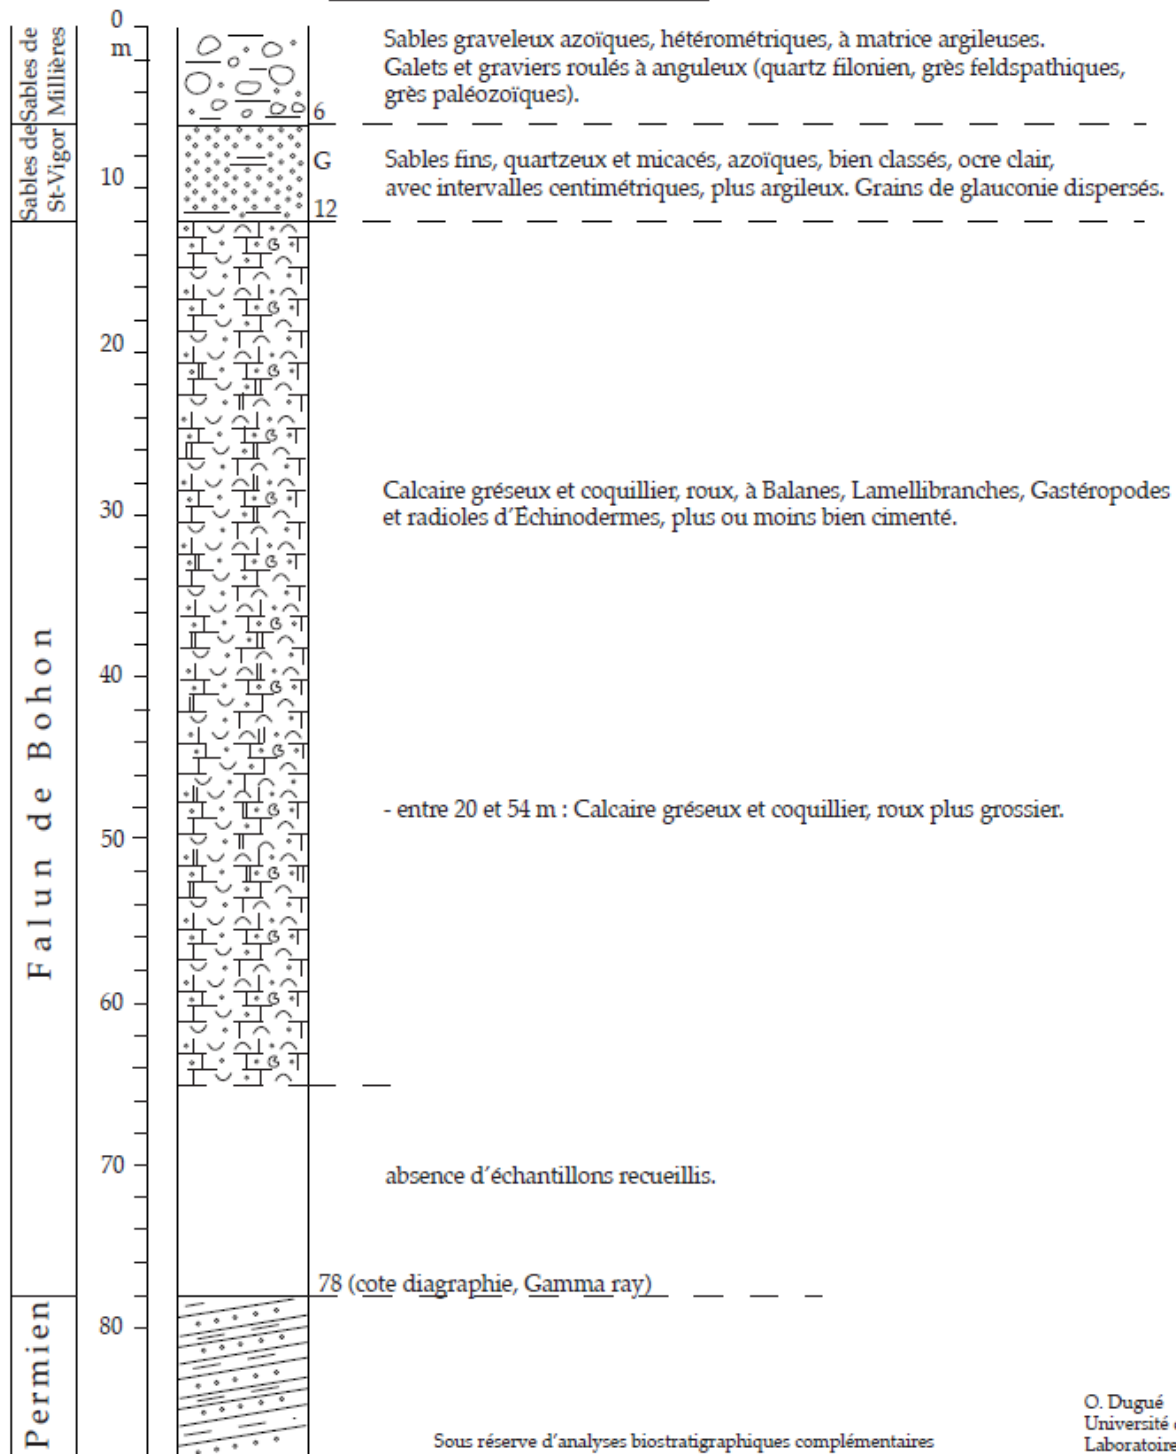 0
m
Sables de
Millières
Sables graveleux azoïques, hétérométriques, à matrice argileuses.
Galets et graviers roulés à anguleux (quartz filonien, grès feldspathiques,
grès paléozoïques).
6
Sables de
St-Vigor
G
10
Sables fins, quartzeux et micacés, azoïques, bien classés, ocre clair,
avec intervalles centimétriques, plus argileux. Grains de glauconie dispersés.
12
Falun de Bohon
20
30
Calcaire gréseux et coquillier, roux, à Balanes, Lamellibranches, Gastéropodes
et radioles d'Échinodermes, plus ou moins bien cimenté.
40
- entre 20 et 54 m : Calcaire gréseux et coquillier, roux plus grossier.
50
60
70
absence d'échantillons recueillis.
78 (cote diagraphie, Gamma ray)
Permien
80
O. Dugué
Université
Laboratoire
Sous réserve d'analyses biostratigraphiques complémentaires